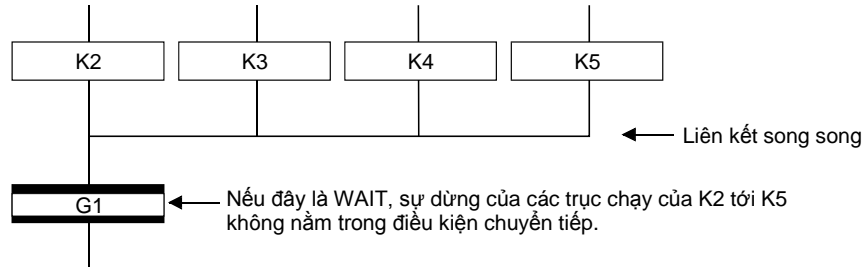 K2 K3 K4 K5
Liên kết song song
G1
Nếu đây là WAIT, sự dừng của các trục chạy của K2 tới K5
không nằm trong điều kiện chuyển tiếp.